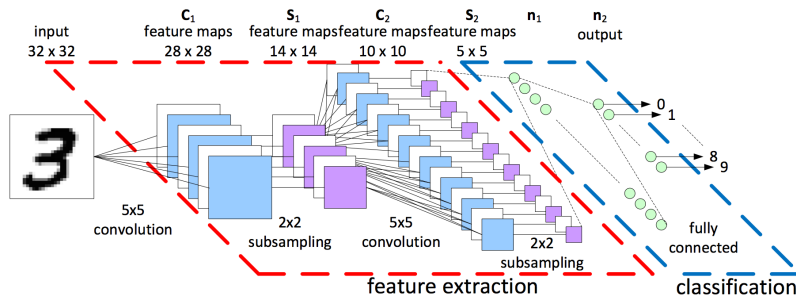 input
32 x 32
C1
feature maps
28 x 28
S1
feature maps
14 x 14
C2
feature maps
10 x 10
S2
feature maps
5 x 5
n1
n2
output
3
0
1
8
9
5x5
convolution
2x2
subsampling
5x5
convolution
2x2
subsampling
fully
connected
feature extraction
classification